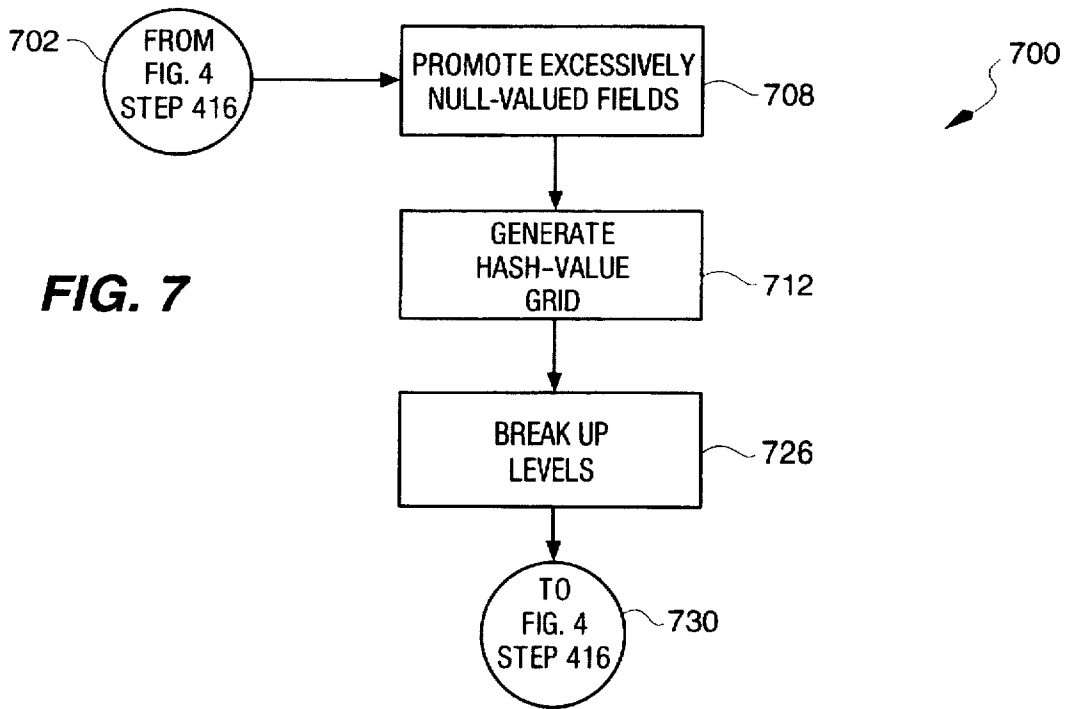 702
FROM
FIG. 4
STEP 416
PROMOTE EXCESSIVELY
NULL-VALUED FIELDS
708
700
GENERATE
HASH-VALUE
GRID
712
FIG. 7
BREAK UP
LEVELS
726
TO
FIG. 4
STEP 416
730